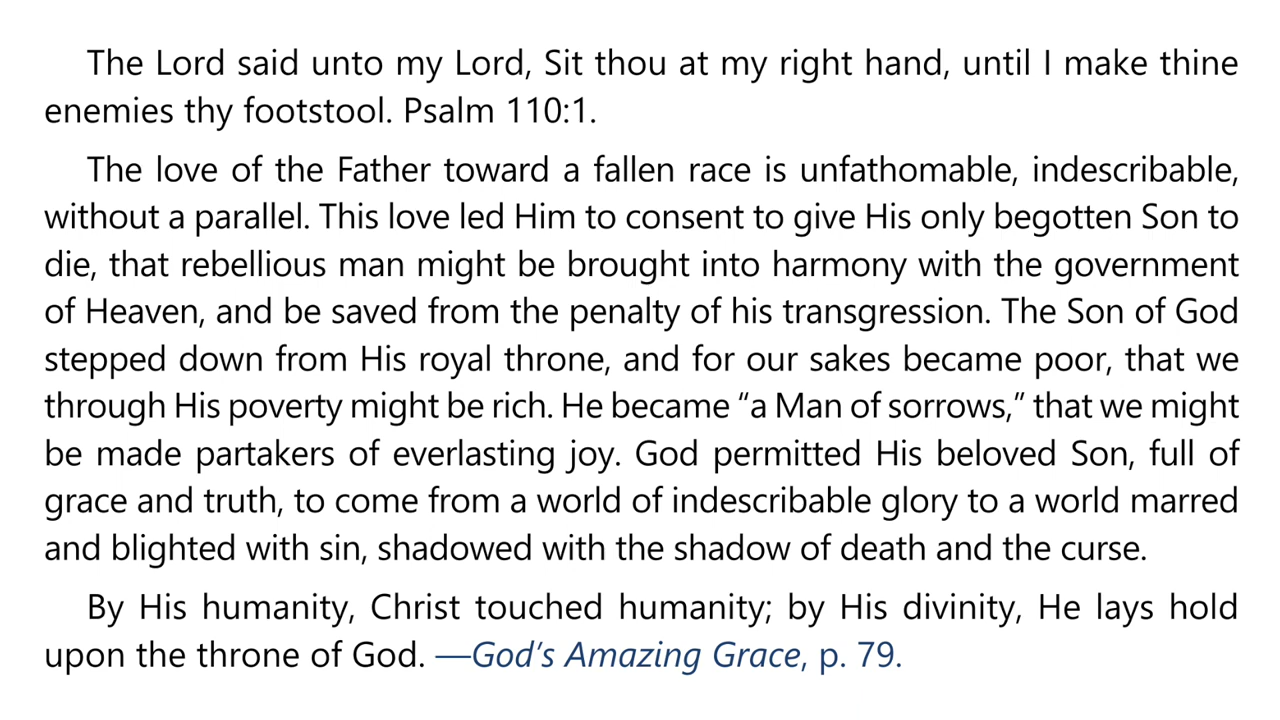 The Lord said unto my Lord, Sit thou at my right hand, until I make thine
enemies thy footstool. Psalm 110:1.
The love of the Father toward a fallen race is unfathomable, indescribable,
without a parallel. This love led Him to consent to give His only begotten Son to
die, that rebellious man might be brought into harmony with the government
of Heaven, and be saved from the penalty of his transgression. The Son of God
stepped down from His royal throne, and for our sakes became poor, that we
through His poverty might be rich. He became “a Man of sorrows,” that we might
be made partakers of everlasting joy. God permitted His beloved Son, full of
grace and truth, to come from a world of indescribable glory to a world marred
and blighted with sin, shadowed with the shadow of death and the curse.
By His humanity, Christ touched humanity; by His divinity, He lays hold
upon the throne of God. —God’s Amazing Grace, p. 79.